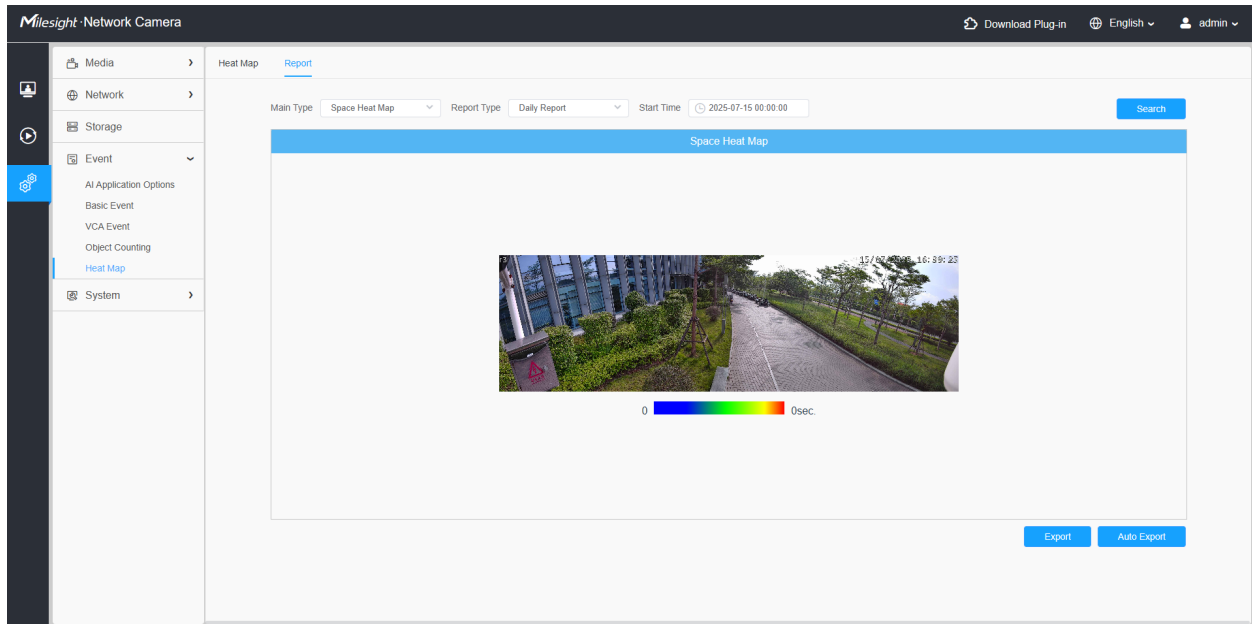 Milesight · Network Camera
Download Plug-in
English
admin
Media
Network
Storage
Event
AI Application Options
Basic Event
VCA Event
Object Counting
Heat Map
System
Heat Map Report
Main Type Space Heat Map Report Type Daily Report Start Time 2025-07-15 00:00:00 Search
Space Heat Map
0 0sec.
Export Auto Export